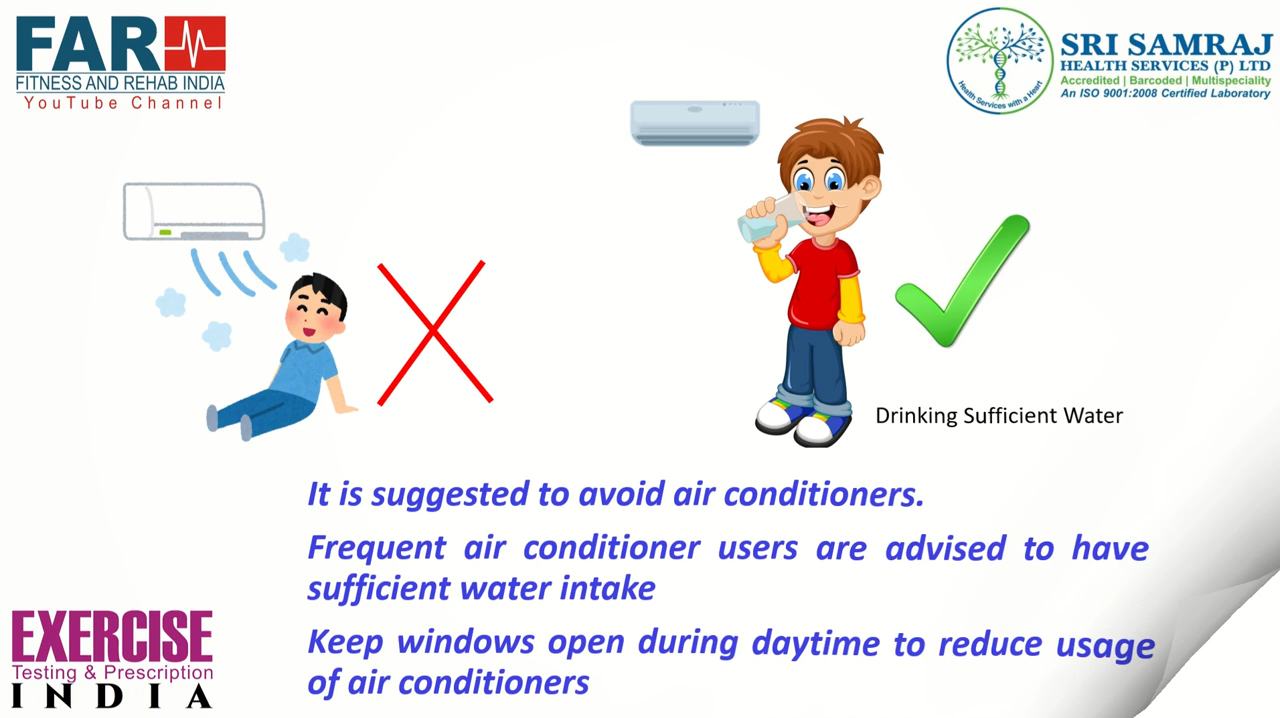 FAR
FITNESS AND REHAB INDIA
YouTube Channel
SRI SAMRAJ
HEALTH SERVICES (P) LTD
Accredited | Barcoded | Multispeciality
An ISO 9001:2008 Certified Laboratory
Health Services with a Heart
Drinking Sufficient Water
It is suggested to avoid air conditioners.
Frequent air conditioner users are advised to have
sufficient water intake
Keep windows open during daytime to reduce usage
of air conditioners
EXERCISE
Testing & Prescription
INDIA